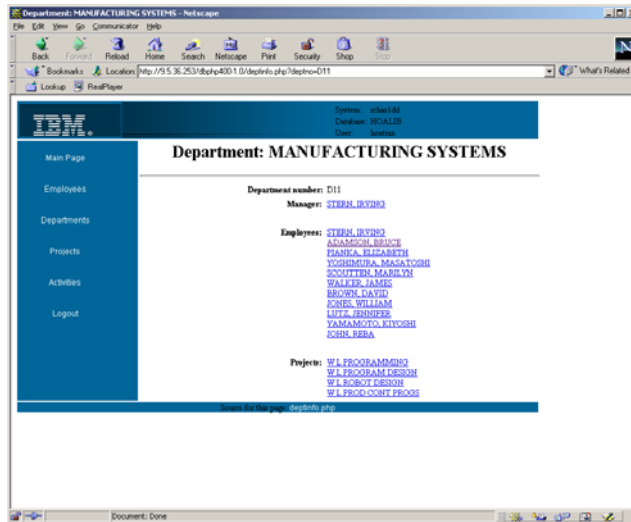 Department: MANUFACTURING SYSTEMS - Netscape
File Edit View Go Communicator Help
Back Forward Reload Home Search Netscape Print Security Shop Stop
Bookmarks Location: http://9.5.36.253/dbphp400-1.0/deptinfo.php?deptno=D11 What's Related
Lookup RealPlayer
System: rchas1dd
Database: HOALIB
User:
IBM.
Main Page
Employees
Departments
Projects
Activities
Logout
Department: MANUFACTURING SYSTEMS
Department number: D11
Manager: STERN, IRVING
Employees: STERN, IRVING
ADAMSON, BRUCE
PIANKA, ELIZABETH
YOSHIMURA, MASATOSHI
SCOUTTEN, MARILYN
WALKER, JAMES
BROWN, DAVID
JONES, WILLIAM
LUTZ, JENNIFER
YAMAMOTO, KIYOSHI
JOHN, REBA
Projects: W L PROGRAMMING
W L PROGRAM DESIGN
W L ROBOT DESIGN
W L PROD CONT PROGS
Source for this page: deptinfo.php
Document: Done